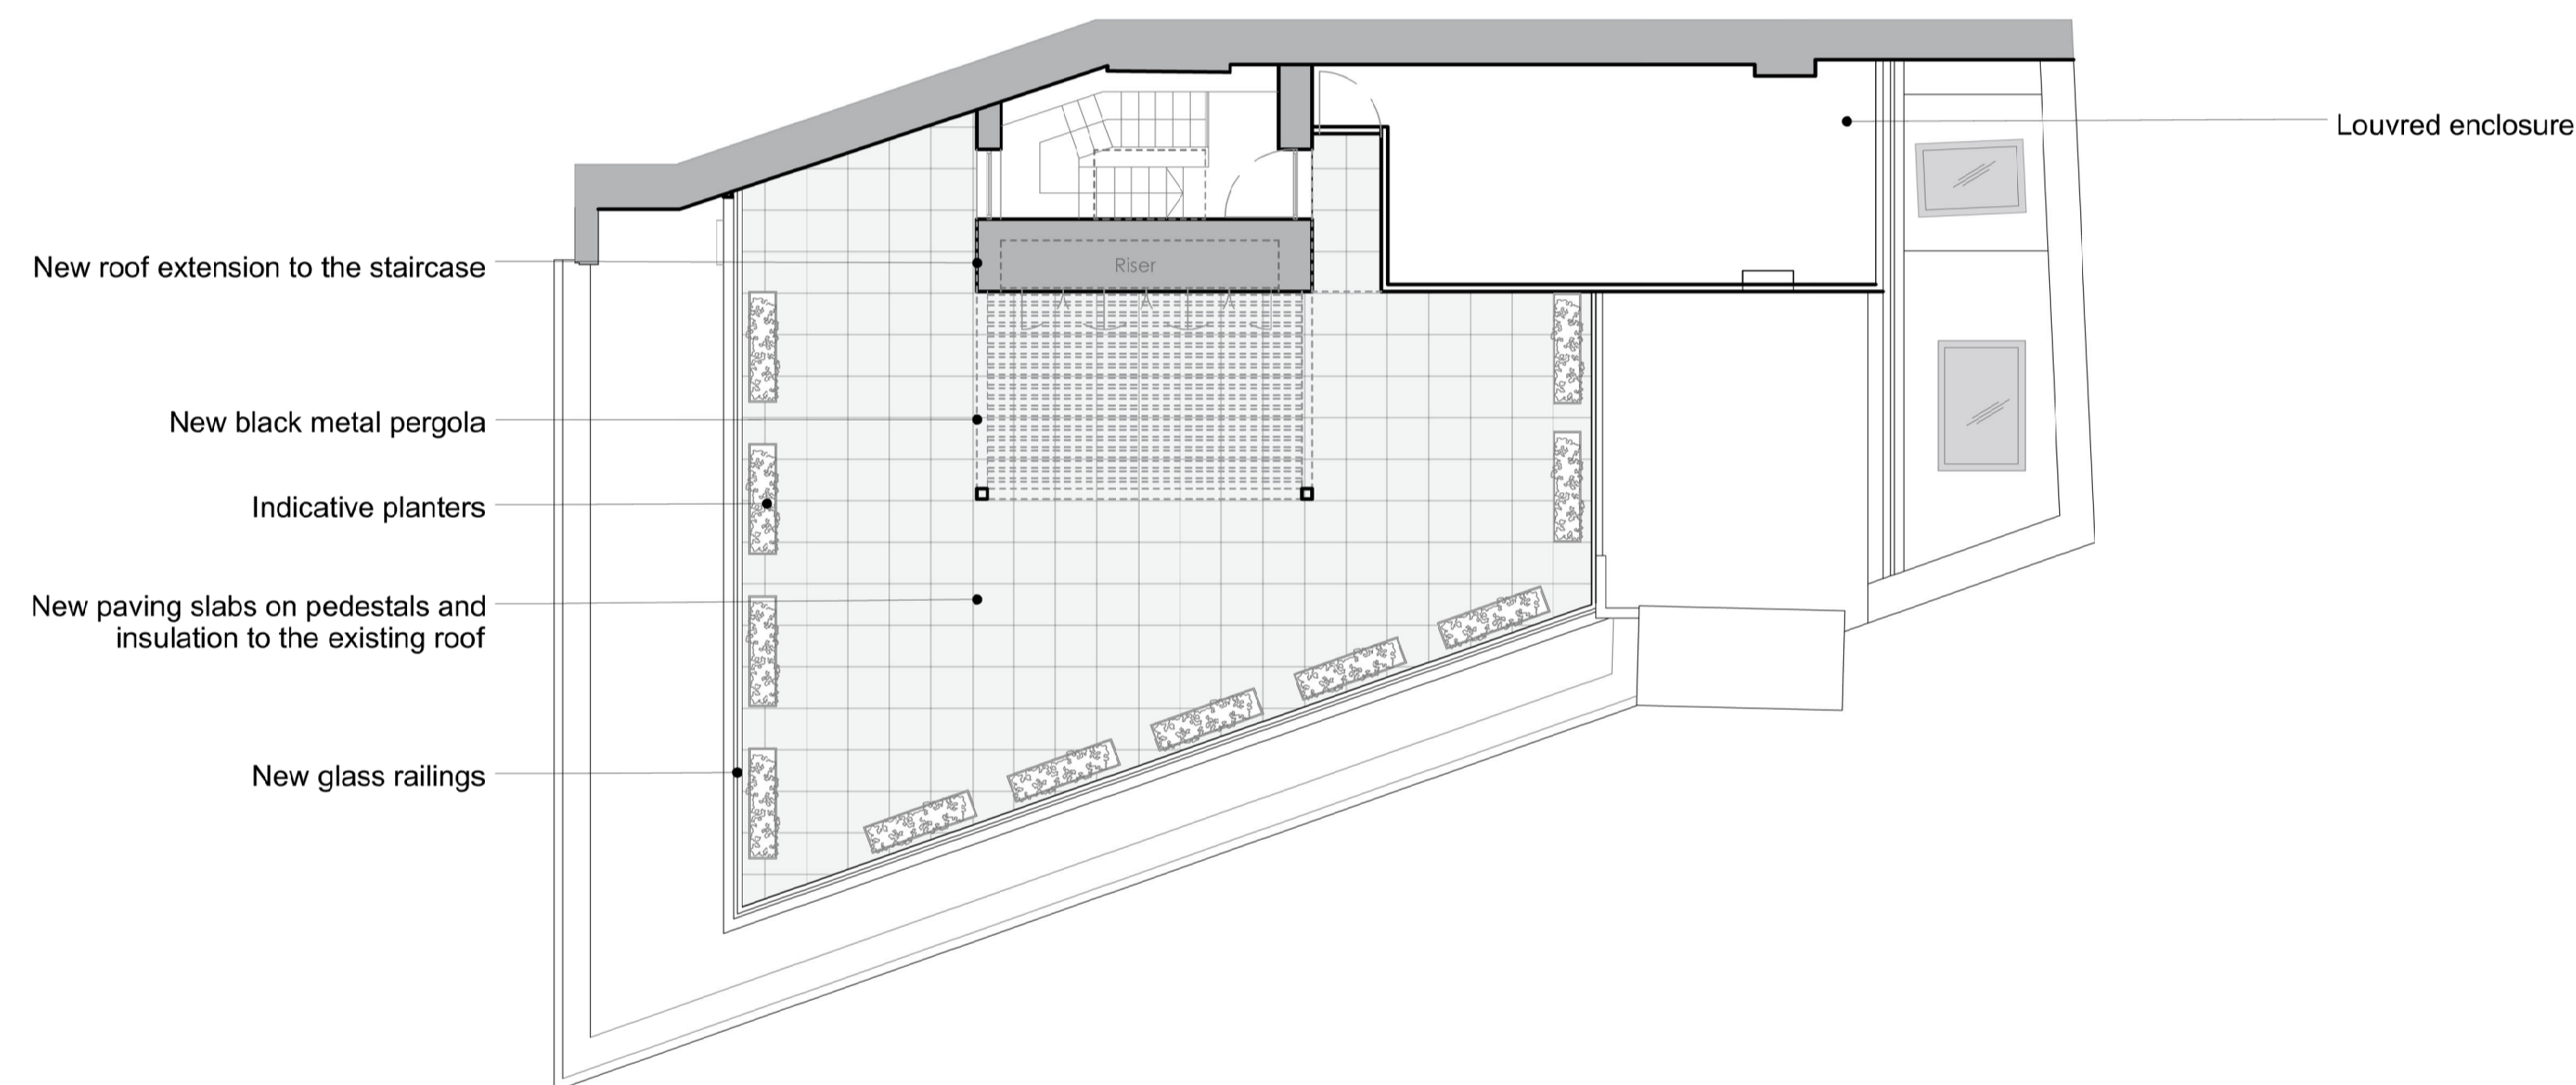 Louvred enclosure
New roof extension to the staircase
Riser
New black metal pergola
Indicative planters
New paving slabs on pedestals and
insulation to the existing roof
New glass railings